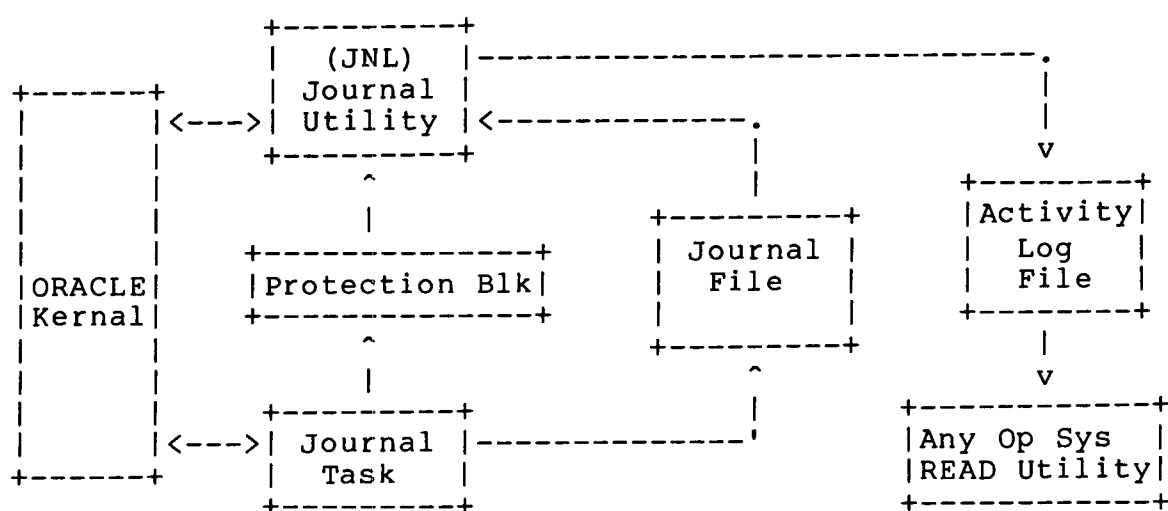 (JNL)
Journal
Utility
Activity
Log
File
Journal
File
Protection Blk
ORACLE
Kernal
Journal
Task
Any Op Sys
READ Utility